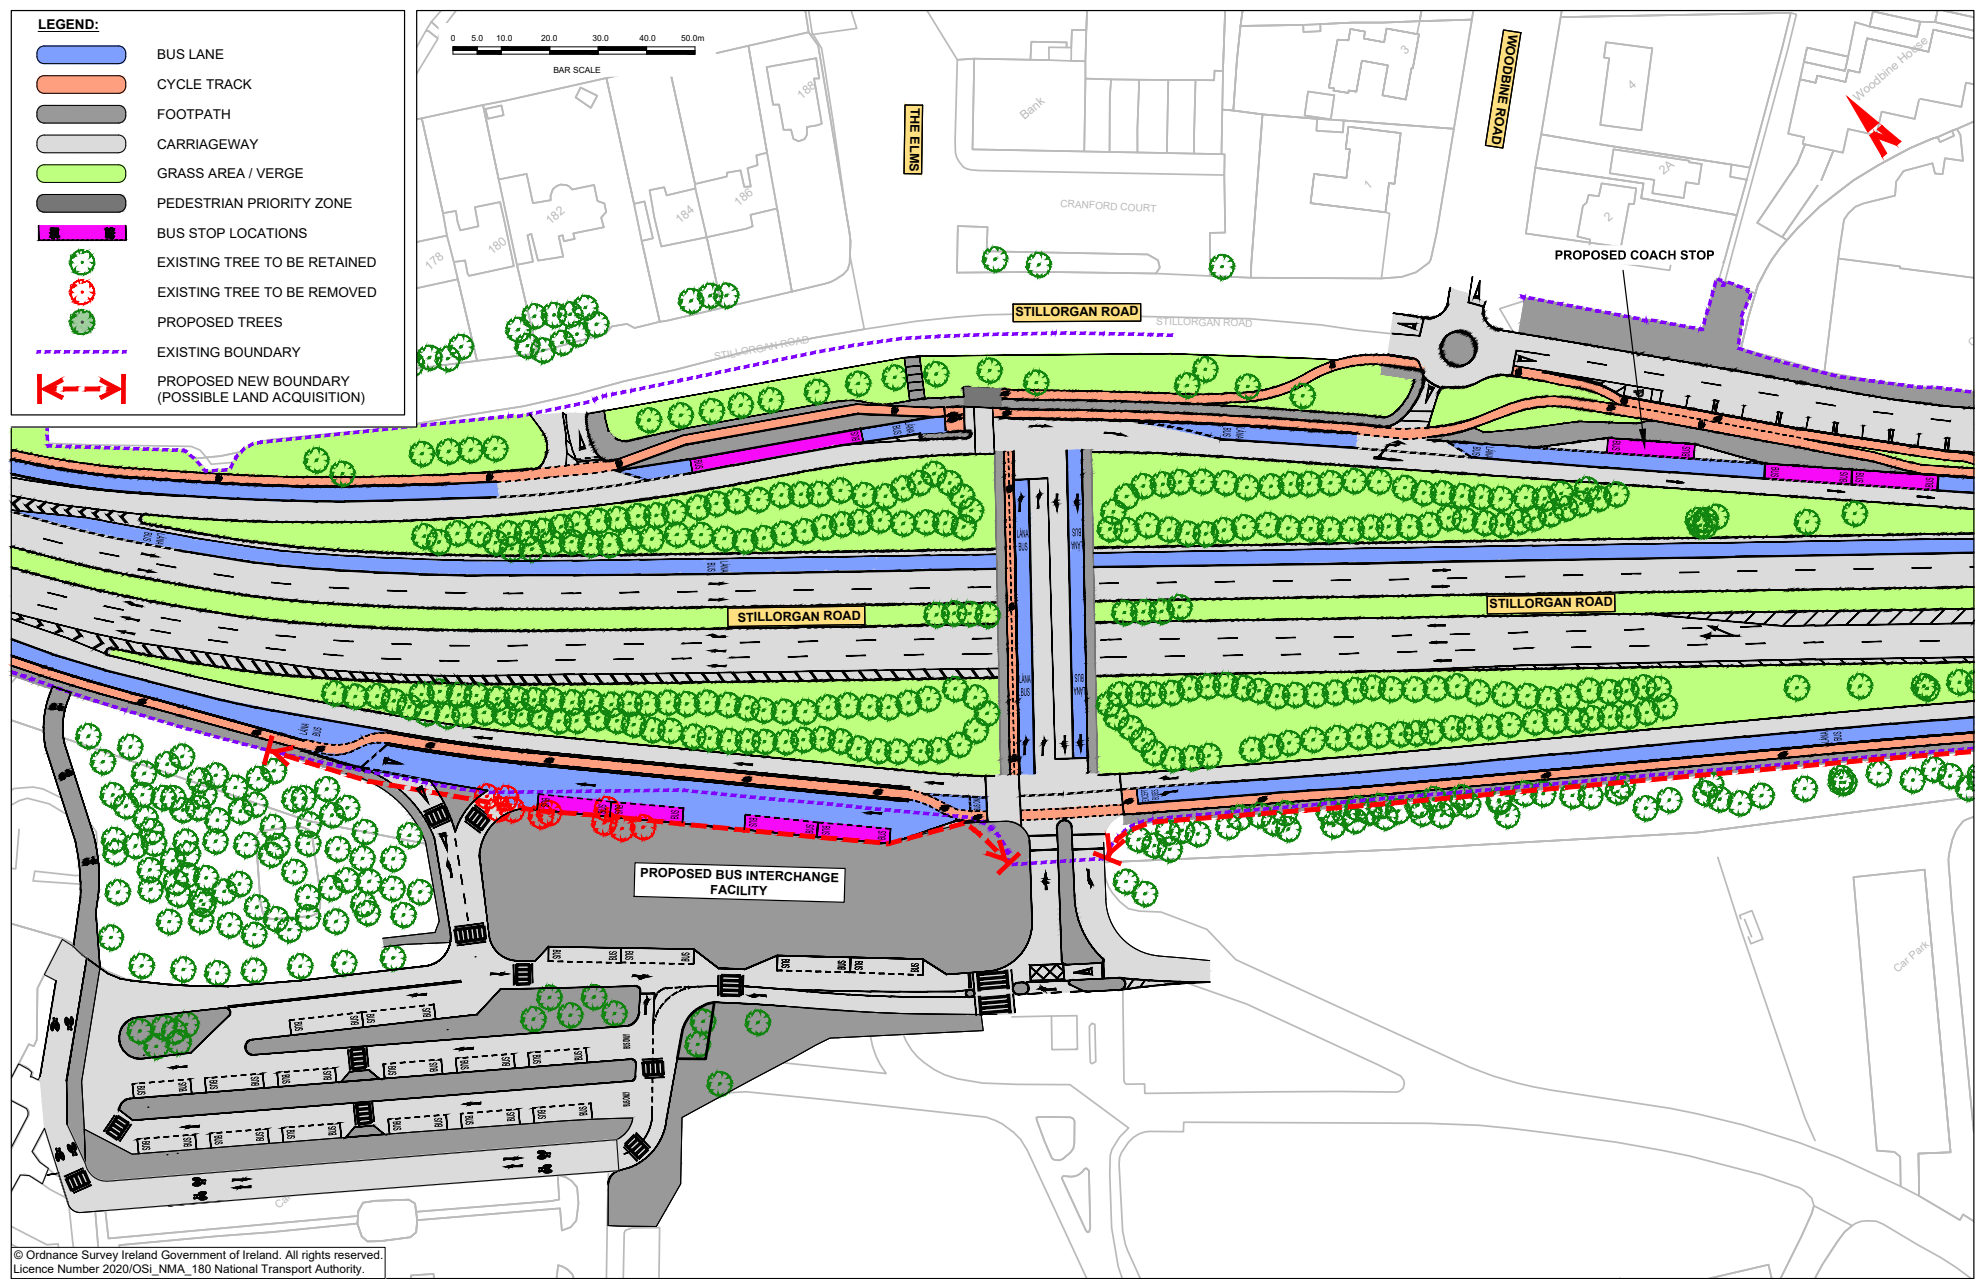 LEGEND:
BUS LANE
CYCLE TRACK
FOOTPATH
CARRIAGEWAY
GRASS AREA / VERGE
PEDESTRIAN PRIORITY ZONE
BUS STOP LOCATIONS
EXISTING TREE TO BE RETAINED
EXISTING TREE TO BE REMOVED
PROPOSED TREES
EXISTING BOUNDARY
PROPOSED NEW BOUNDARY
(POSSIBLE LAND ACQUISITION)
0 5.0 10.0 20.0 30.0 40.0 50.0m
BAR SCALE
188
Bank
3
4
Woodbine House
N
THE ELMS
WOODBINE ROAD
178
180
182
184
186
CRANFORD COURT
1
2
2A
PROPOSED COACH STOP
STILLORGAN ROAD
STILLORGAN ROAD
STILLORGAN ROAD
LÁNA
BUS
STILLORGAN ROAD
STILLORGAN ROAD
PROPOSED BUS INTERCHANGE
FACILITY
Car Park
BUS
BUS
BUS
© Ordnance Survey Ireland Government of Ireland. All rights reserved.
Licence Number 2020/OSi_NMA_180 National Transport Authority.